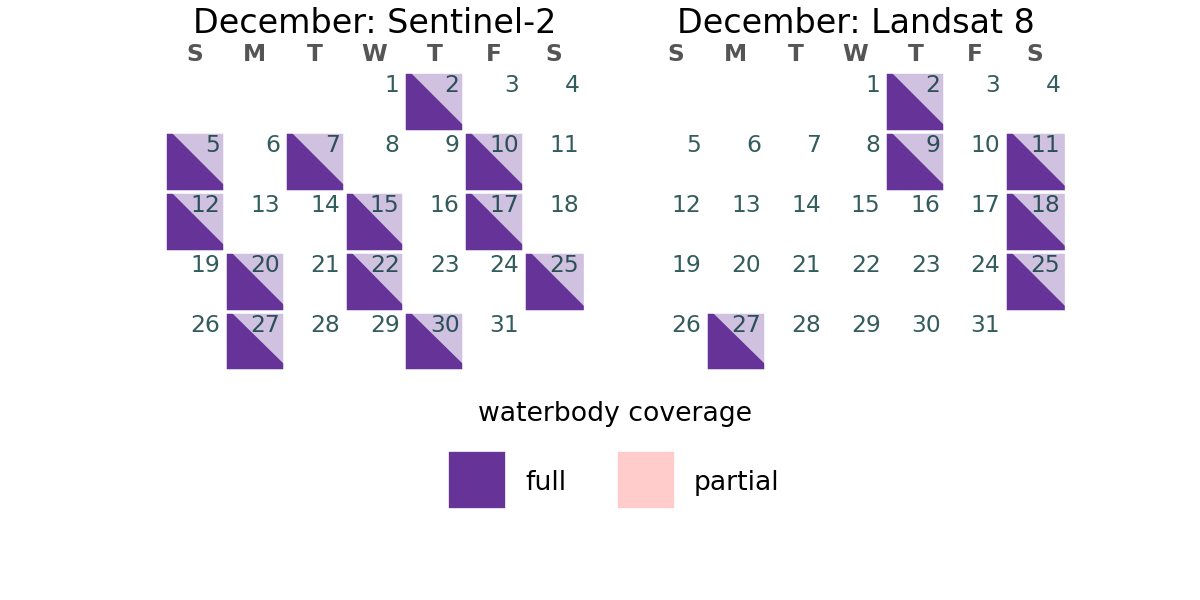 December: Sentinel-2
S M T W T F S
1 2 3 4
5 6 7 8 9 10 11
12 13 14 15 16 17 18
19 20 21 22 23 24 25
26 27 28 29 30 31
December: Landsat 8
S M T W T F S
1 2 3 4
5 6 7 8 9 10 11
12 13 14 15 16 17 18
19 20 21 22 23 24 25
26 27 28 29 30 31
waterbody coverage
full partial